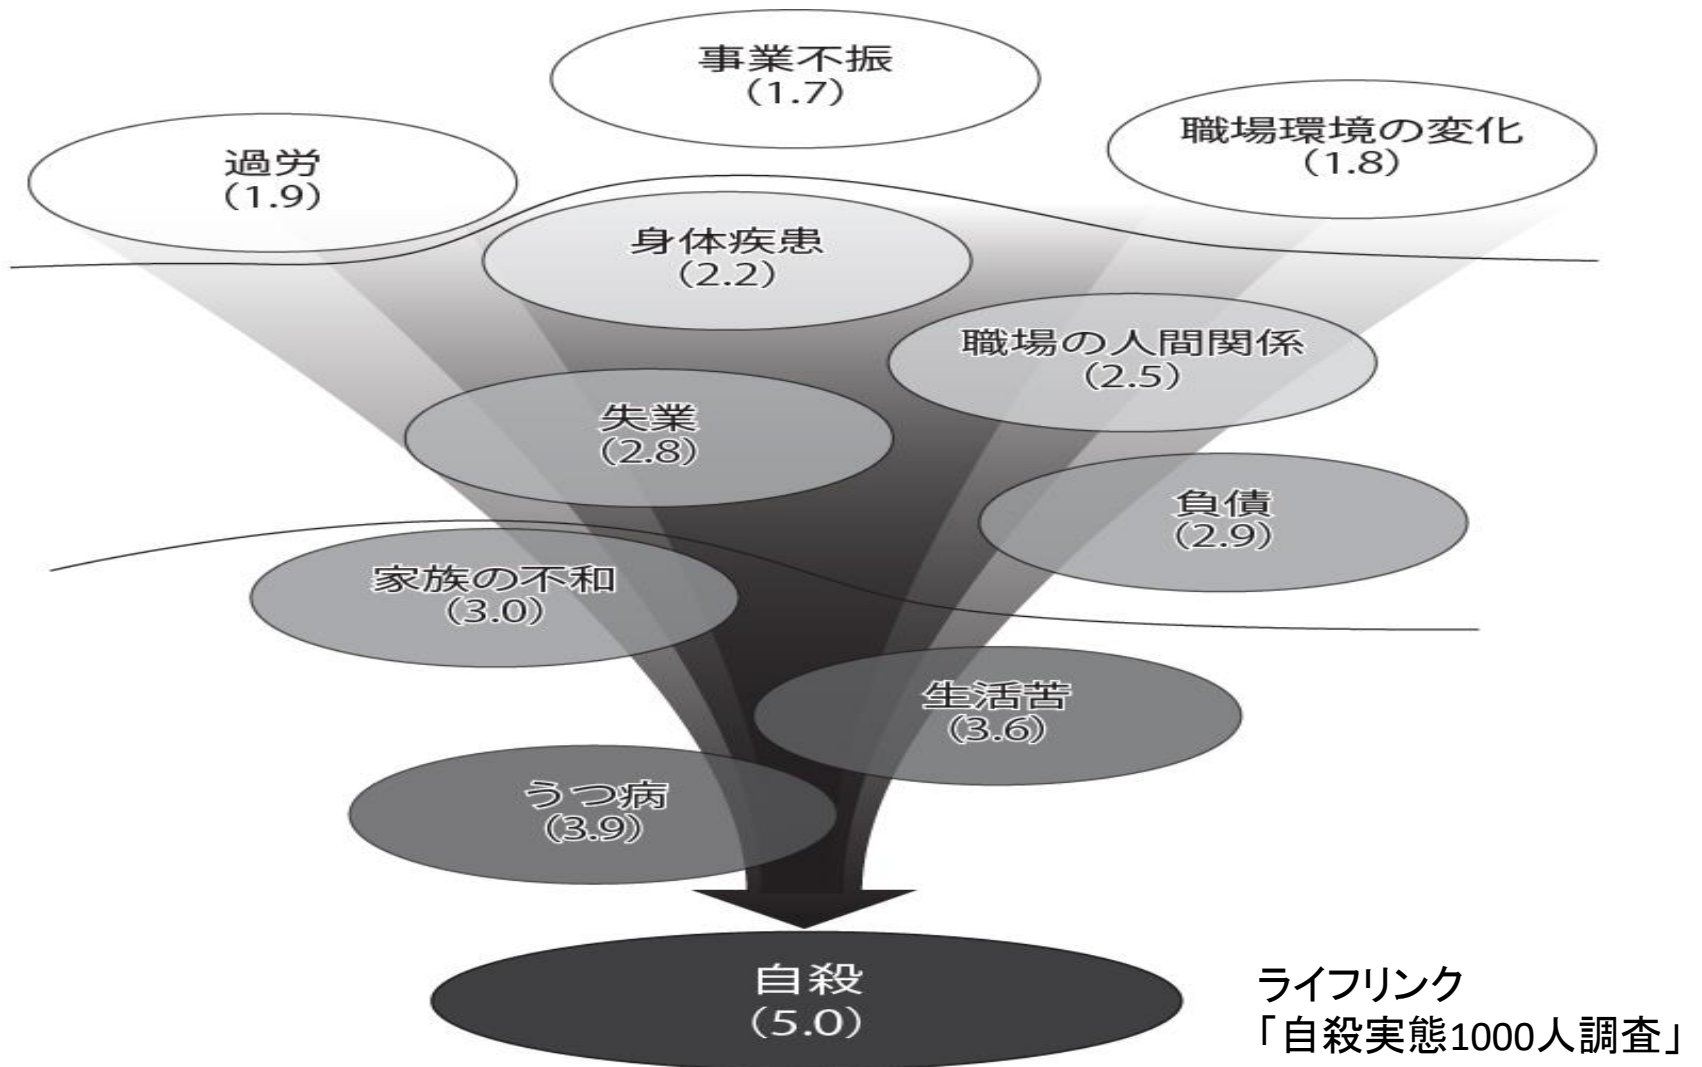 事業不振
(1.7)
職場環境の変化
(1.8)
過労
(1.9)
身体疾患
(2.2)
職場の人間関係
(2.5)
失業
(2.8)
負債
(2.9)
家族の不和
(3.0)
生活苦
(3.6)
うつ病
(3.9)
自殺
(5.0)
ライフリンク
「自殺実態1000人調査」